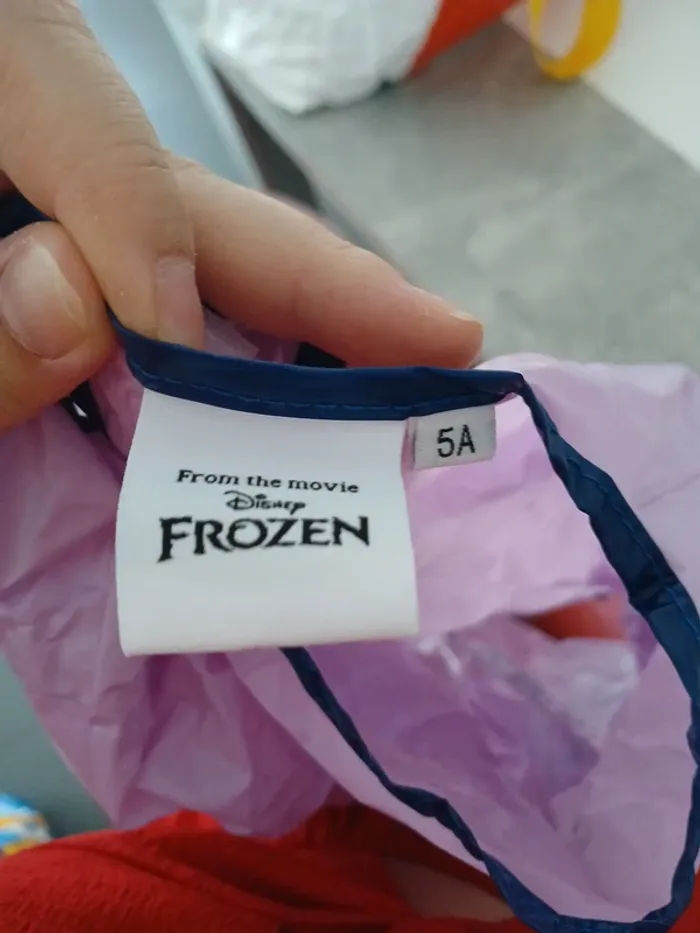 5A
From the movie
Disney
FROZEN